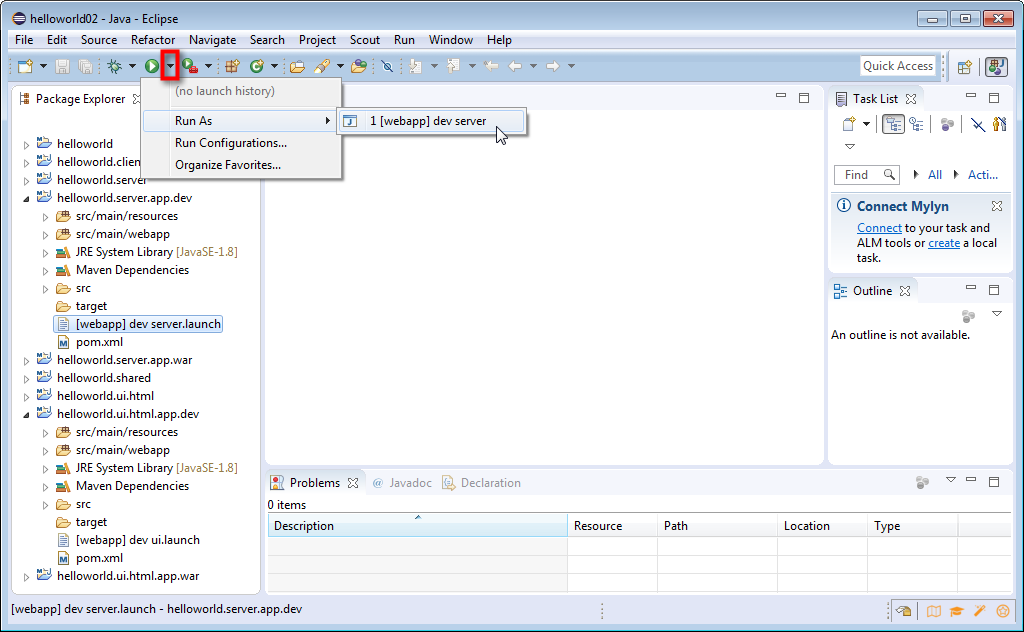 helloworld02 - Java - Eclipse
File Edit Source Refactor Navigate Search Project Scout Run Window Help
Quick Access
(no launch history)
Run As
1 [webapp] dev server
Run Configurations...
Organize Favorites...
Package Explorer
helloworld
helloworld.clien
helloworld.server
helloworld.server.app.dev
src/main/resources
src/main/webapp
JRE System Library [JavaSE-1.8]
Maven Dependencies
src
target
[webapp] dev server.launch
pom.xml
helloworld.server.app.war
helloworld.shared
helloworld.ui.html
helloworld.ui.html.app.dev
src/main/resources
src/main/webapp
JRE System Library [JavaSE-1.8]
Maven Dependencies
src
target
[webapp] dev ui.launch
pom.xml
helloworld.ui.html.app.war
Task List
Find All Acti...
Connect Mylyn
Connect to your task and
ALM tools or create a local
task.
Outline
An outline is not available.
Problems @ Javadoc Declaration
0 items
Description Resource Path Location Type
[webapp] dev server.launch - helloworld.server.app.dev